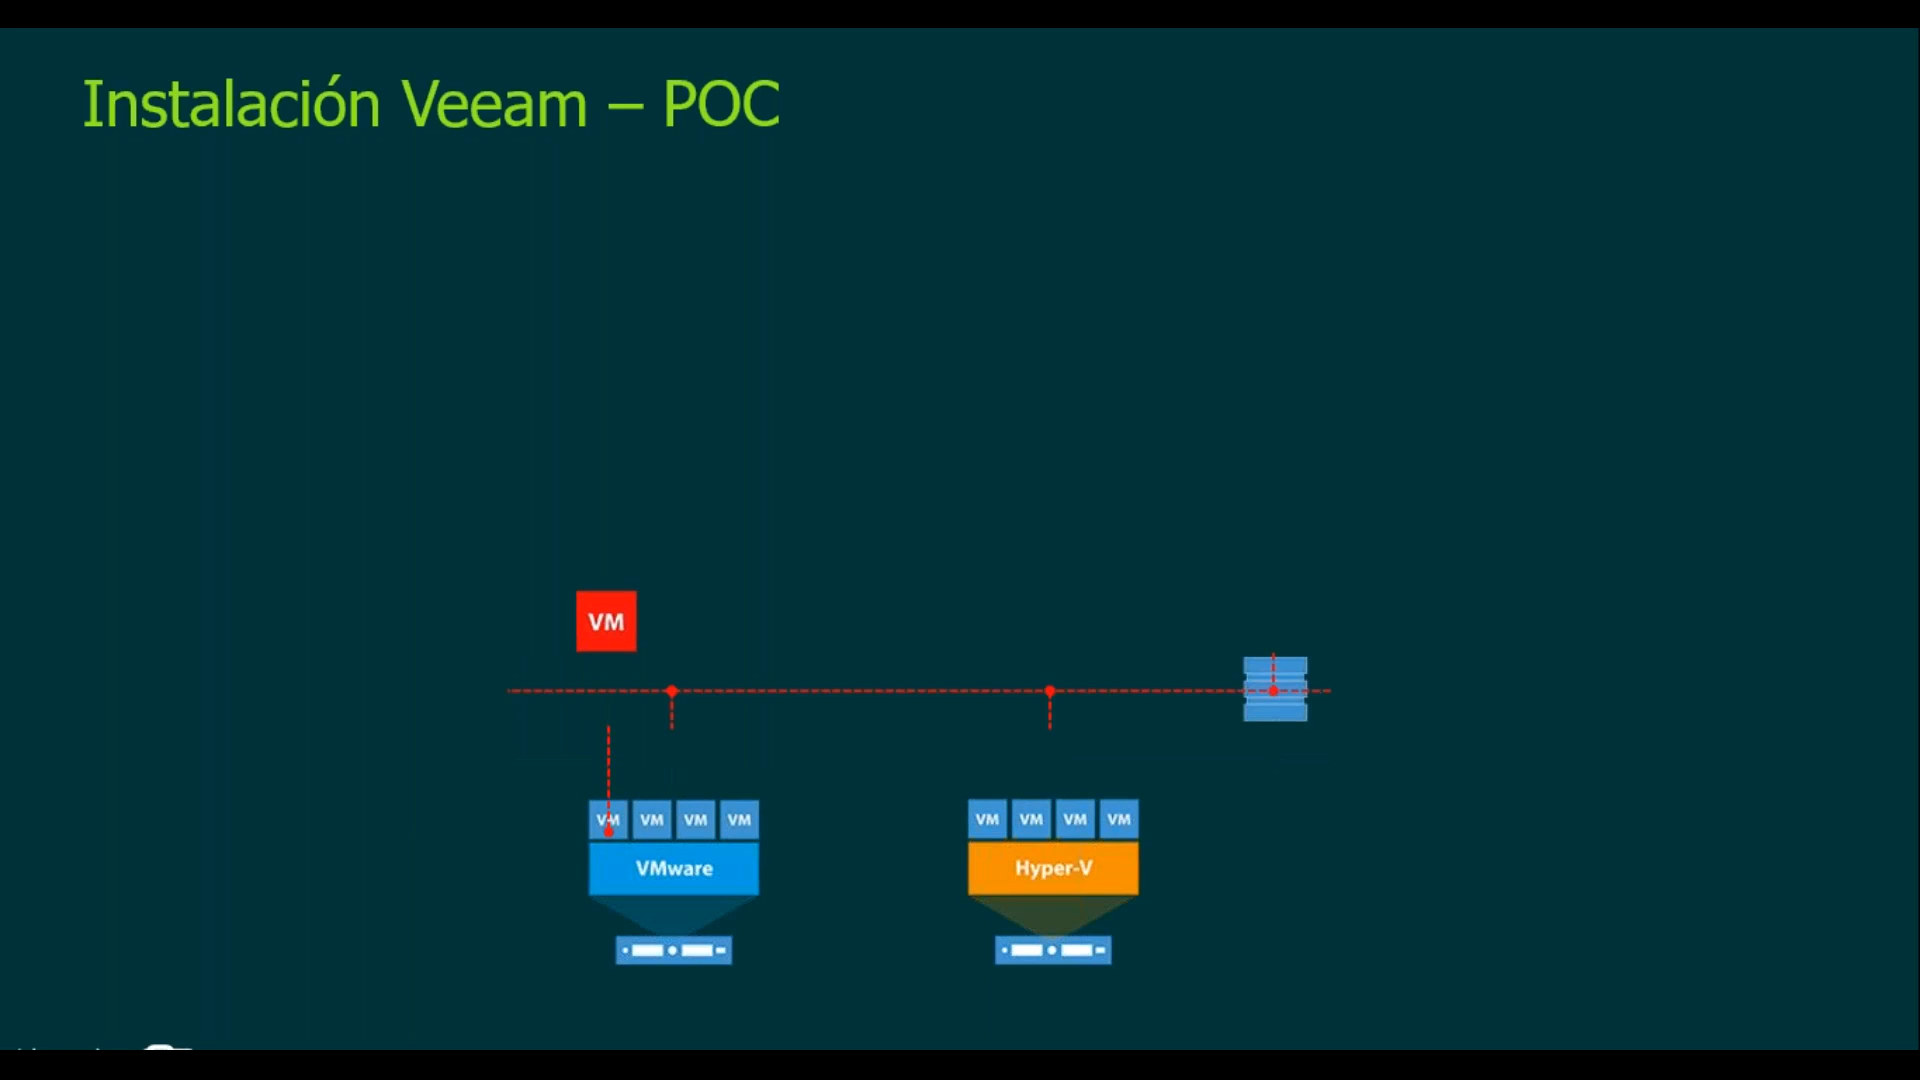 Instalación Veeam – POC
VM
VM VM VM VM
VM VM VM VM
VMware
Hyper-V